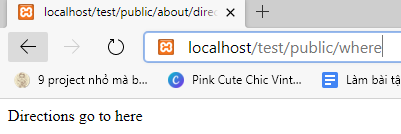 localhost/test/public/about/direc
localhost/test/public/where
9 project nhỏ mà b... Pink Cute Chic Vint... Làm bài tậ
Directions go to here